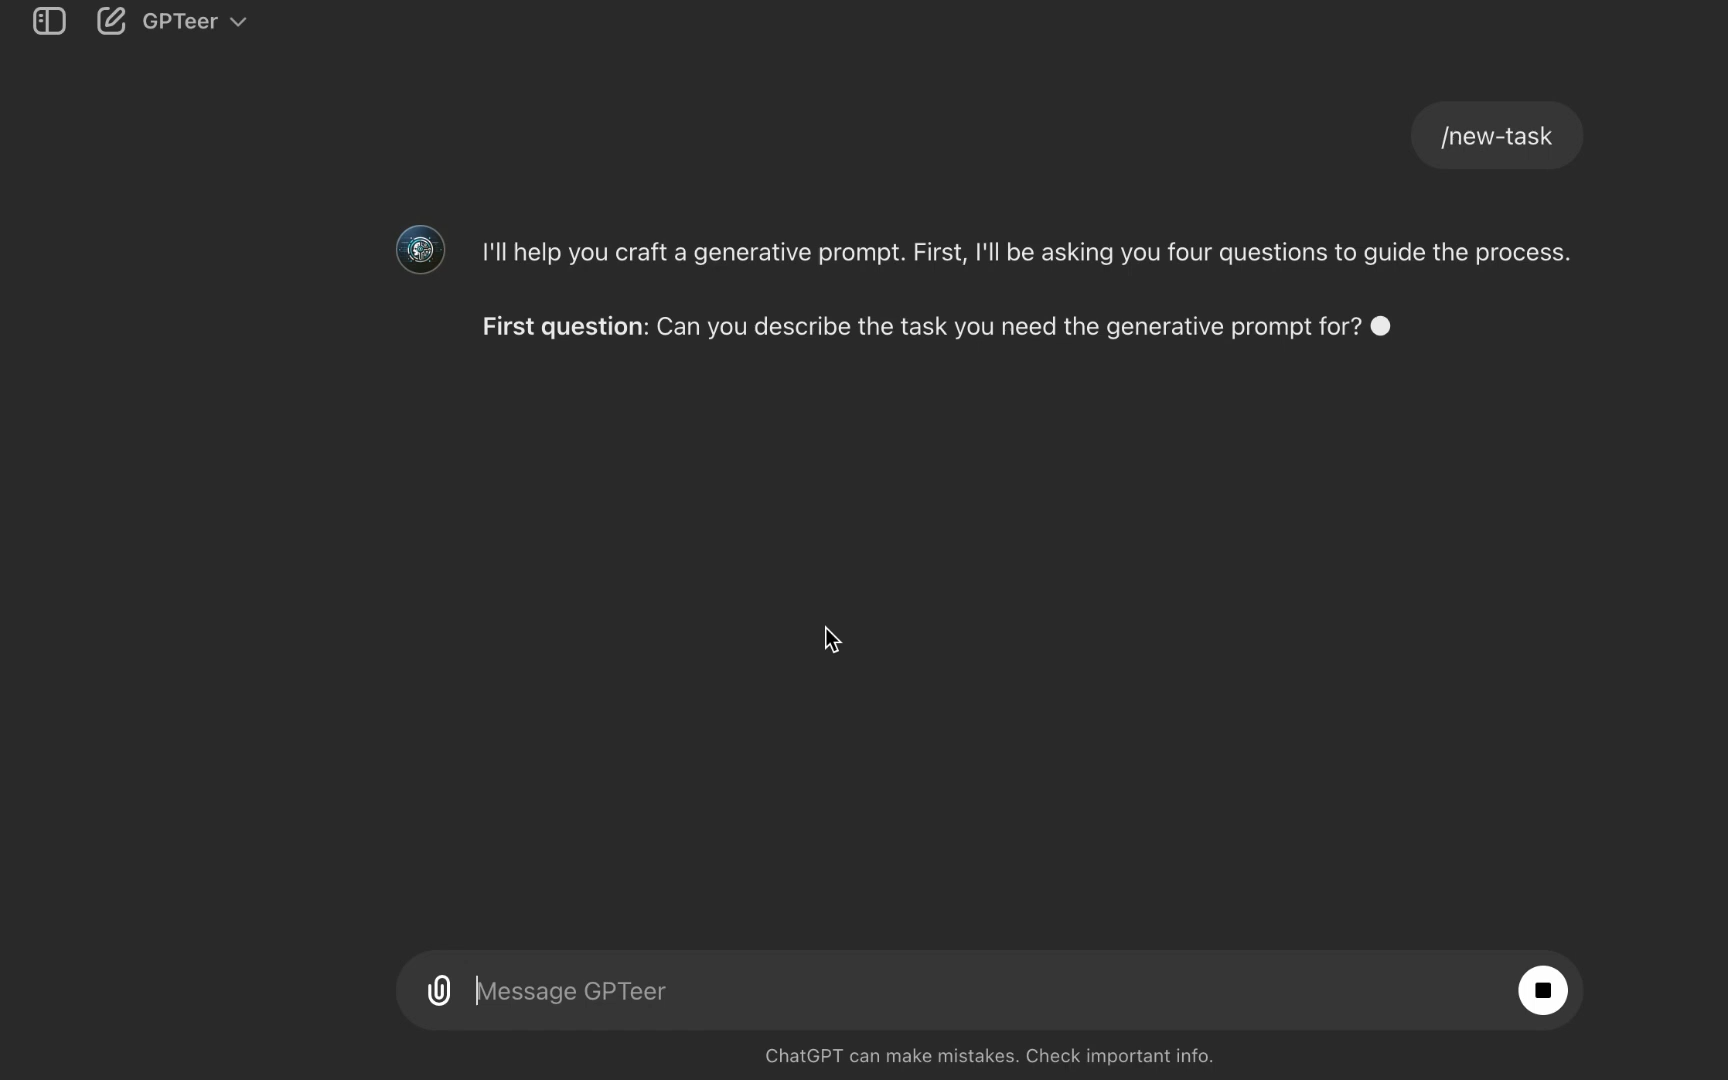 GPTeer
/new-task
I'll help you craft a generative prompt. First, I'll be asking you four questions to guide the process.
First question: Can you describe the task you need the generative prompt for?
Message GPTeer
ChatGPT can make mistakes. Check important info.